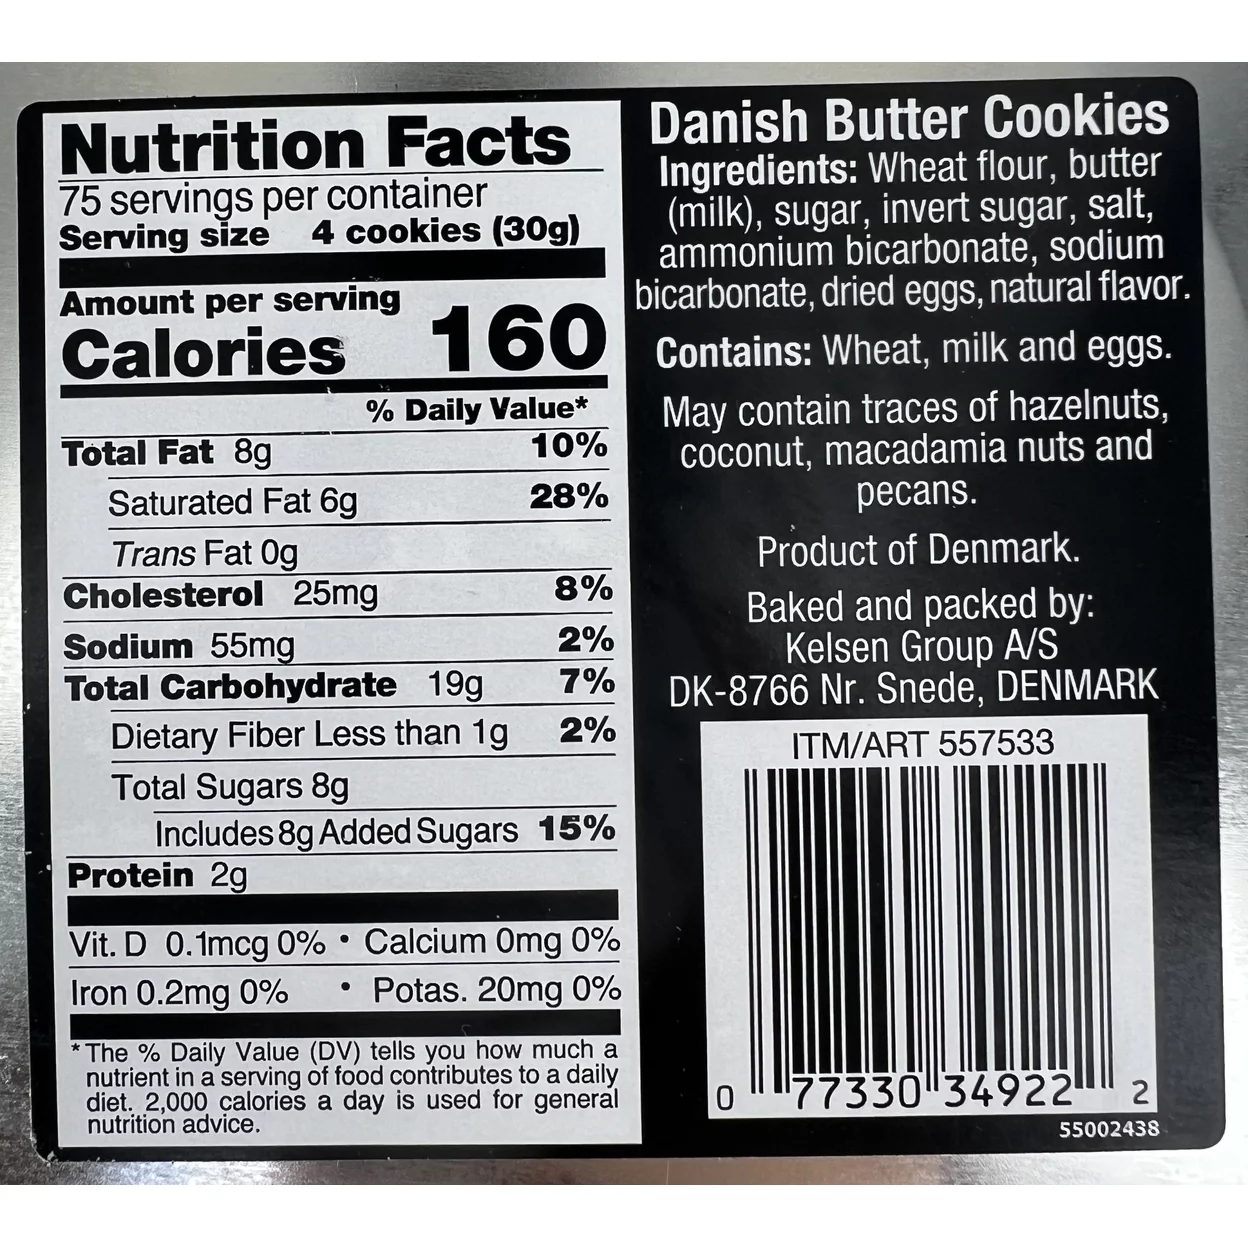 Nutrition Facts
75 servings per container
Serving size 4 cookies (30g)
Amount per serving
Calories 160
% Daily Value*
Total Fat 8g 10%
Saturated Fat 6g 28%
Trans Fat 0g
Cholesterol 25mg 8%
Sodium 55mg 2%
Total Carbohydrate 19g 7%
Dietary Fiber Less than 1g 2%
Total Sugars 8g
Includes 8g Added Sugars 15%
Protein 2g
Vit. D 0.1mcg 0% • Calcium 0mg 0%
Iron 0.2mg 0% • Potas. 20mg 0%
* The % Daily Value (DV) tells you how much a
nutrient in a serving of food contributes to a daily
diet. 2,000 calories a day is used for general
nutrition advice.
Danish Butter Cookies
Ingredients: Wheat flour, butter
(milk), sugar, invert sugar, salt,
ammonium bicarbonate, sodium
bicarbonate, dried eggs, natural flavor.
Contains: Wheat, milk and eggs.
May contain traces of hazelnuts,
coconut, macadamia nuts and
pecans.
Product of Denmark.
Baked and packed by:
Kelsen Group A/S
DK-8766 Nr. Snede, DENMARK
ITM/ART 557533
0 77330 34922 2
55002438